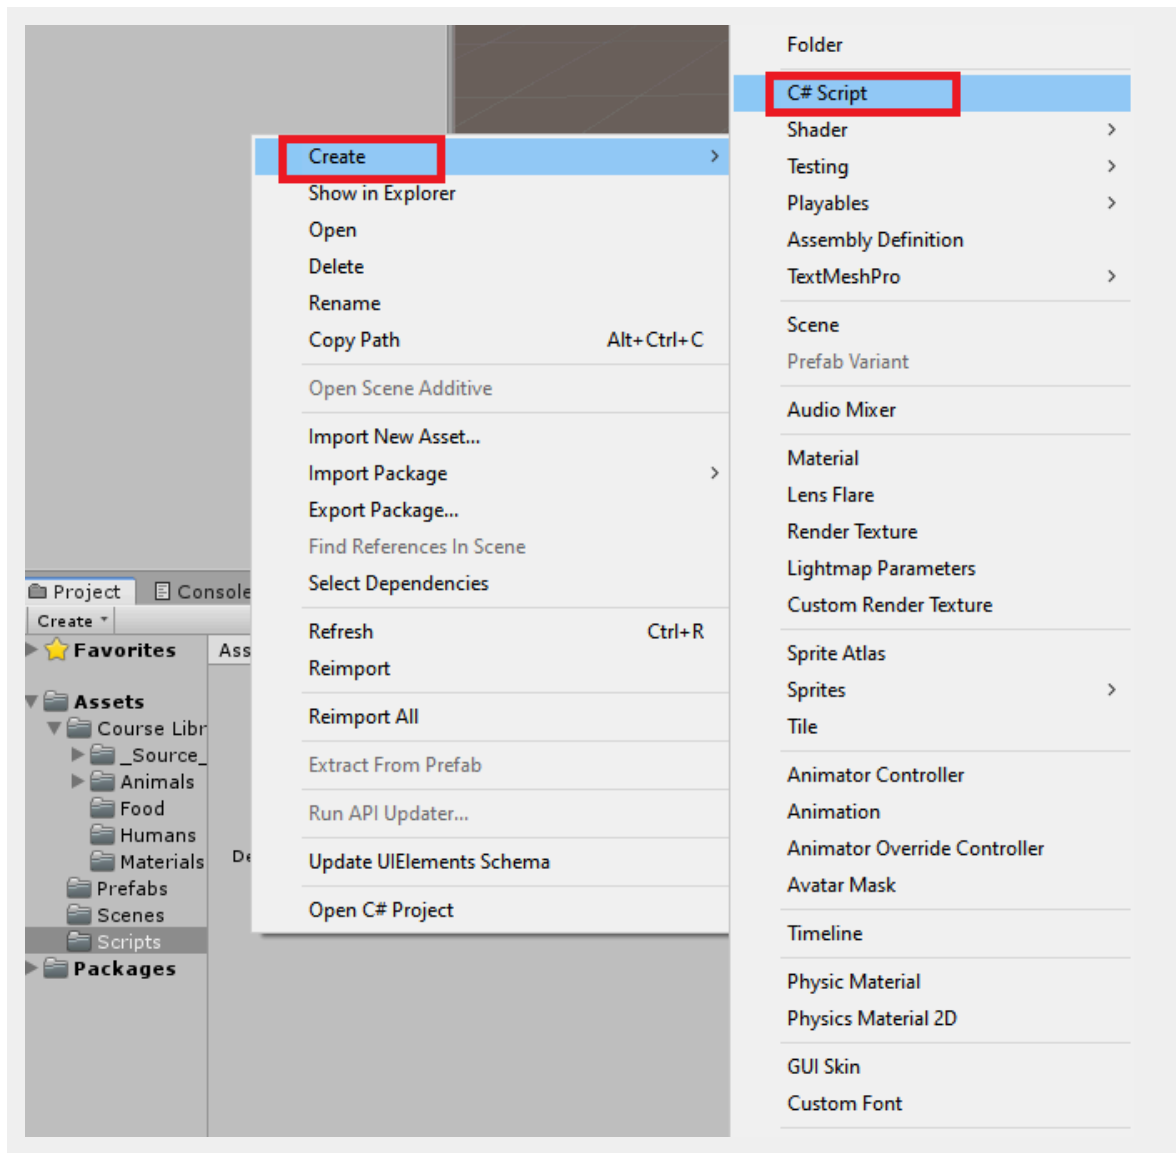 Create
Show in Explorer
Open
Delete
Rename
Copy Path Alt+Ctrl+C
Open Scene Additive
Import New Asset...
Import Package
Export Package...
Find References In Scene
Select Dependencies
Refresh Ctrl+R
Reimport
Reimport All
Extract From Prefab
Run API Updater...
Update UIElements Schema
Open C# Project
Folder
C# Script
Shader
Testing
Playables
Assembly Definition
TextMeshPro
Scene
Prefab Variant
Audio Mixer
Material
Lens Flare
Render Texture
Lightmap Parameters
Custom Render Texture
Sprite Atlas
Sprites
Tile
Animator Controller
Animation
Animator Override Controller
Avatar Mask
Timeline
Physic Material
Physics Material 2D
GUI Skin
Custom Font
Project Console
Create
Favorites Ass
Assets
Course Libr
_Source_
Animals
Food
Humans
Materials De
Prefabs
Scenes
Scripts
Packages